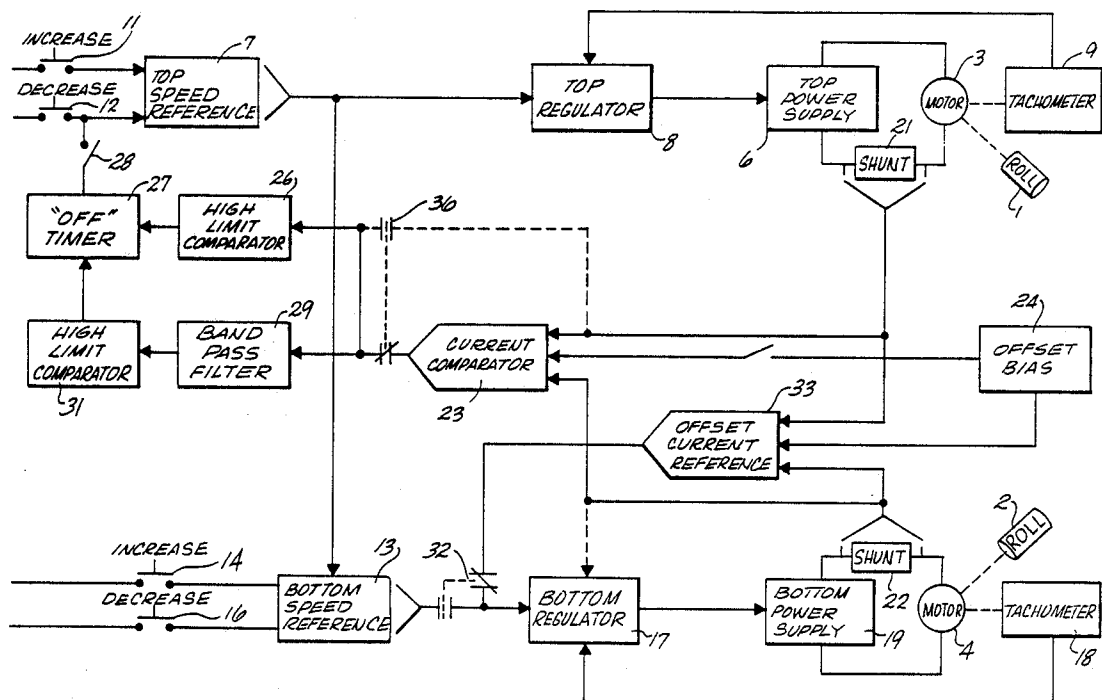 INCREASE
11
7
TOP
SPEED
REFERENCE
DECREASE
12
28
TOP
REGULATOR
8
TOP
POWER
SUPPLY
6
3
MOTOR
9
TACHOMETER
21
SHUNT
ROLL
1
27
"OFF"
TIMER
26
HIGH
LIMIT
COMPARATOR
36
HIGH
LIMIT
COMPARATOR
31
29
BAND
PASS
FILTER
CURRENT
COMPARATOR
23
24
OFFSET
BIAS
33
OFFSET
CURRENT
REFERENCE
INCREASE
14
DECREASE
16
13
BOTTOM
SPEED
REFERENCE
32
BOTTOM
REGULATOR
17
BOTTOM
POWER
SUPPLY
19
SHUNT
22
2
ROLL
MOTOR
4
TACHOMETER
18